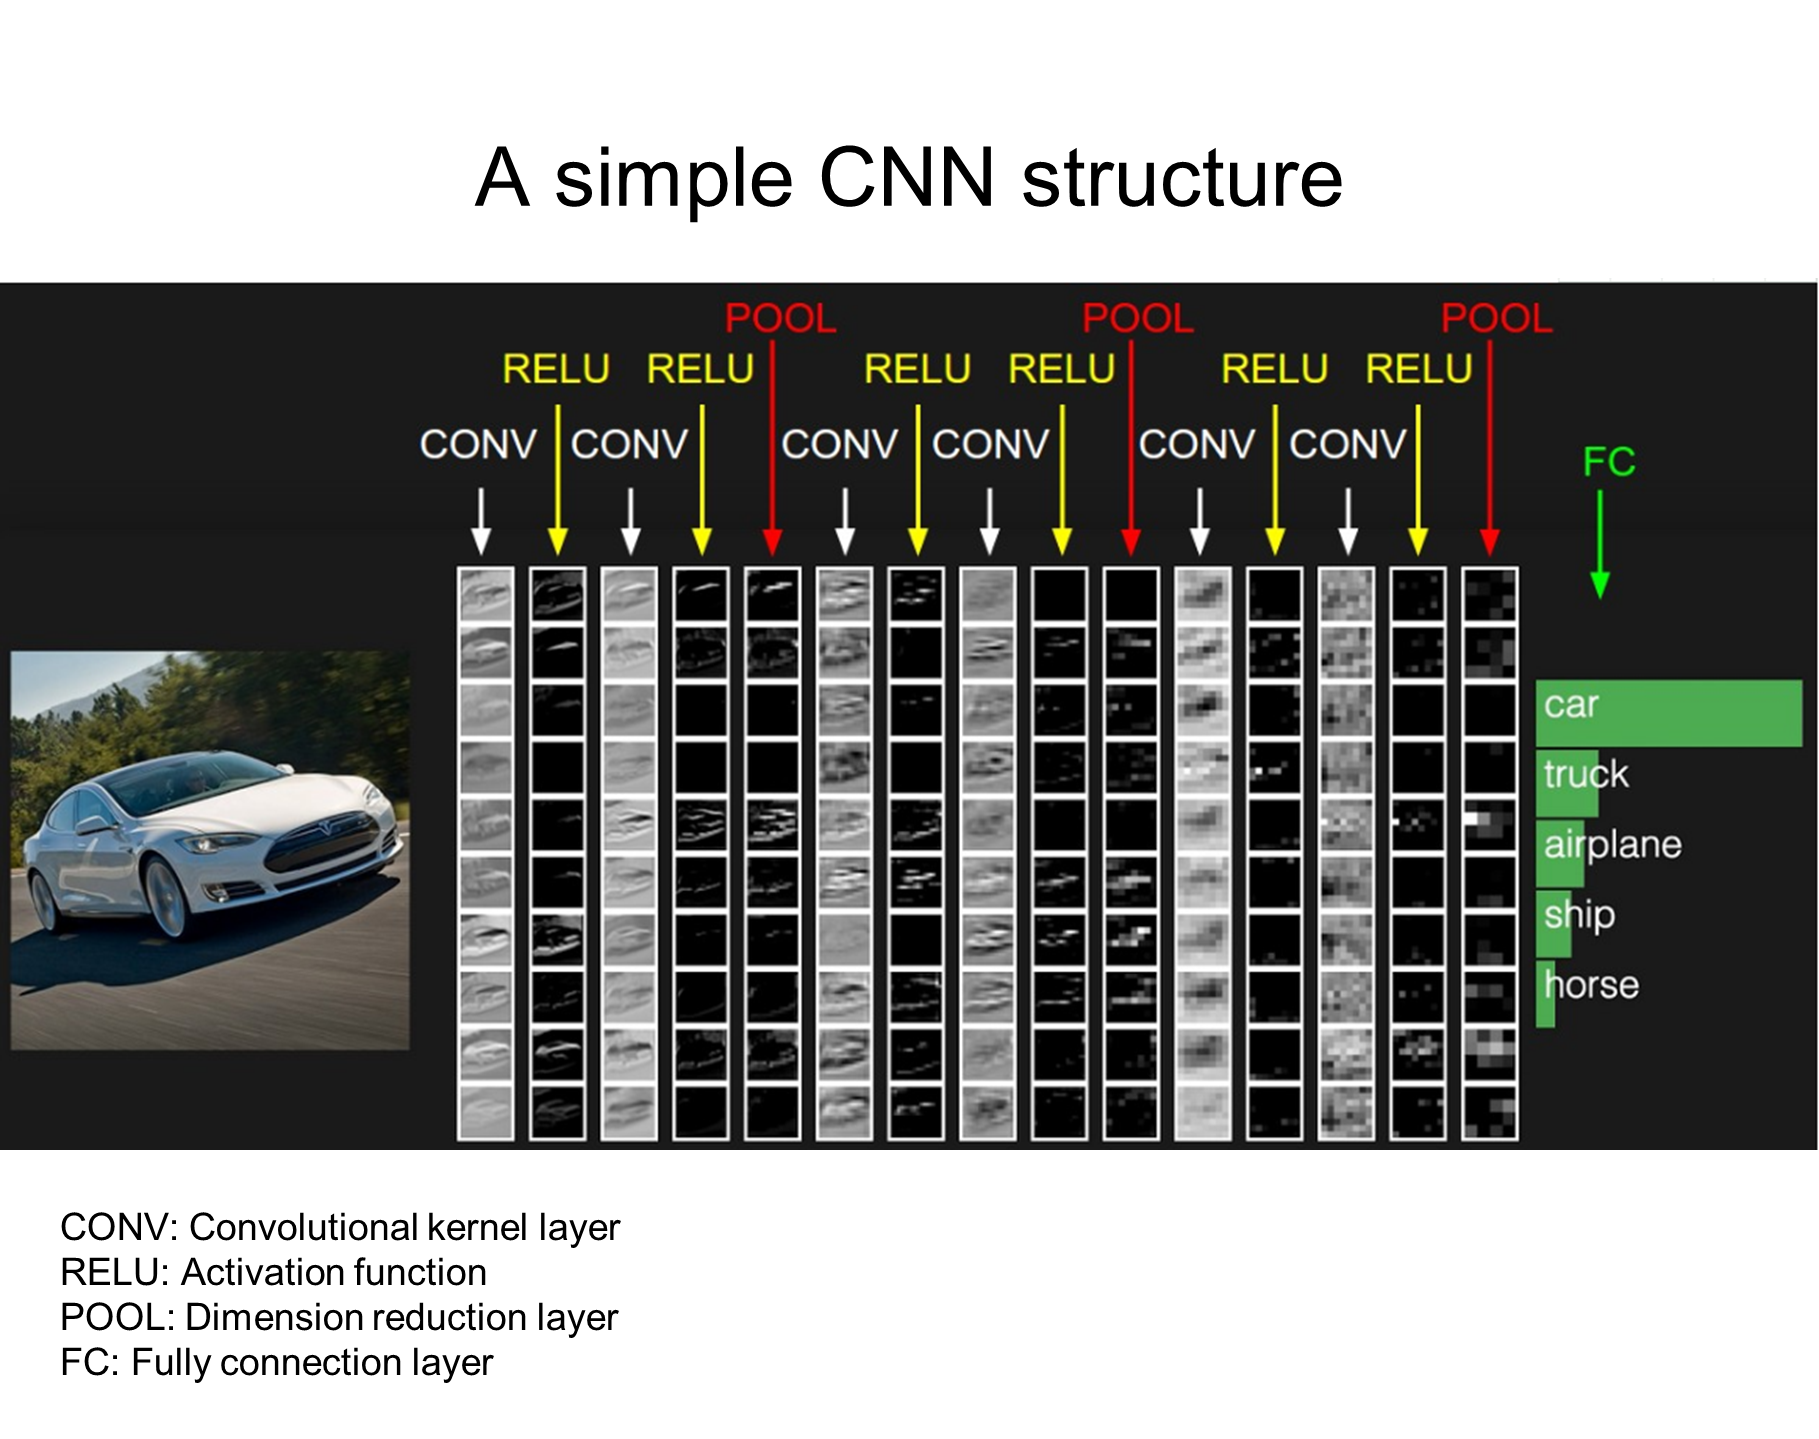 A simple CNN structure
POOL POOL POOL
RELU RELU RELU RELU RELU RELU
CONV CONV CONV CONV CONV CONV
FC
car
truck
airplane
ship
horse
CONV: Convolutional kernel layer
RELU: Activation function
POOL: Dimension reduction layer
FC: Fully connection layer